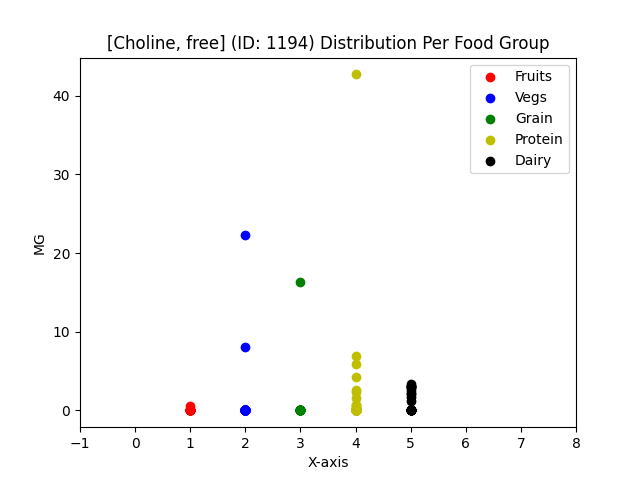 [Choline, free] (ID: 1194) Distribution Per Food Group
Fruits
Vegs
Grain
Protein
Dairy
MG
40
30
20
10
0
−1 0 1 2 3 4 5 6 7 8
X-axis